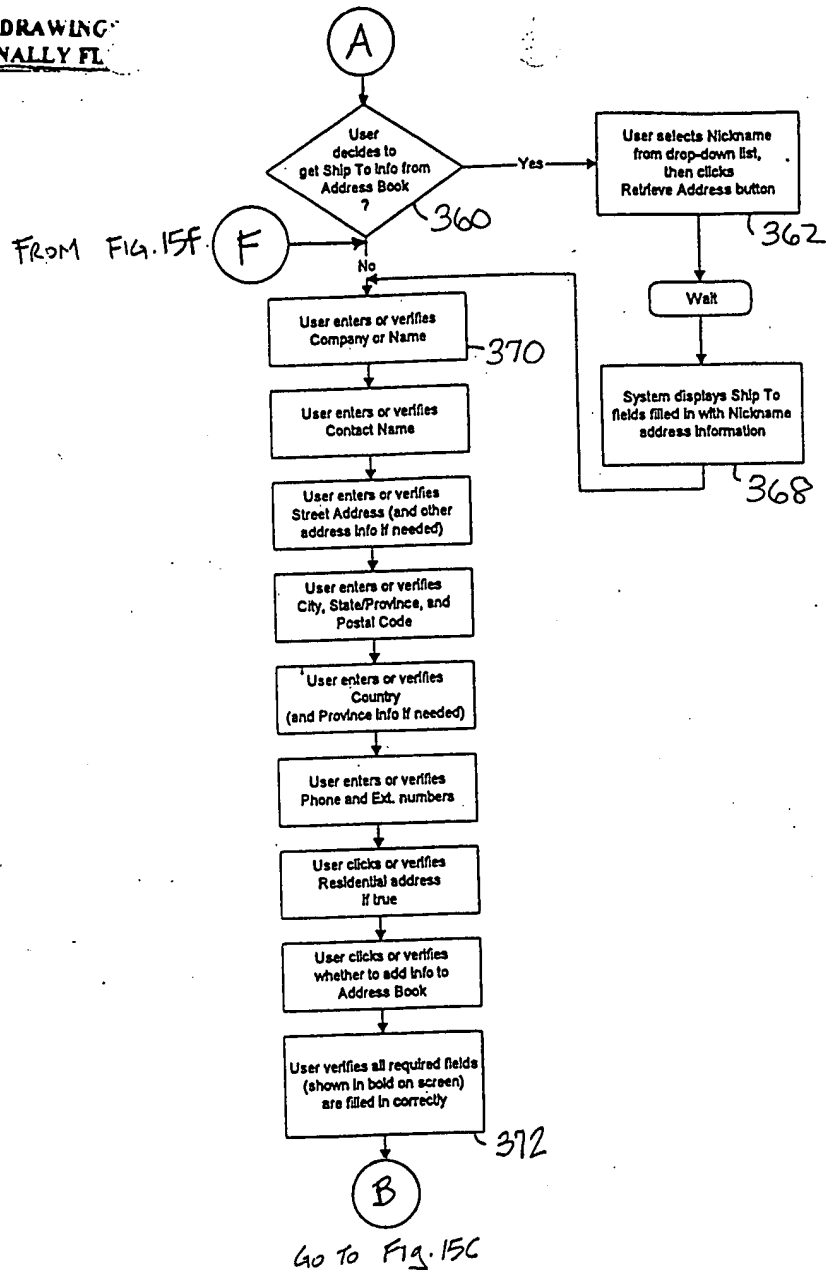 DRAWING
NALLY FI
A
User
decides to
get Ship To Info from
Address Book
?
Yes
360
User selects Nickname
from drop-down list,
then clicks
Retrieve Address button
362
FROM FIG. 15f.
F
No
Wait
User enters or verifies
Company or Name
370
System displays Ship To
fields filled in with Nickname
address information
368
User enters or verifies
Contact Name
User enters or verifies
Street Address (and other
address info if needed)
User enters or verifies
City, State/Province, and
Postal Code
User enters or verifies
Country
(and Province info if needed)
User enters or verifies
Phone and Ext. numbers
User clicks or verifies
Residential address
if true
User clicks or verifies
whether to add info to
Address Book
User verifies all required fields
(shown in bold on screen)
are filled in correctly
372
B
Go To Fig. 15C